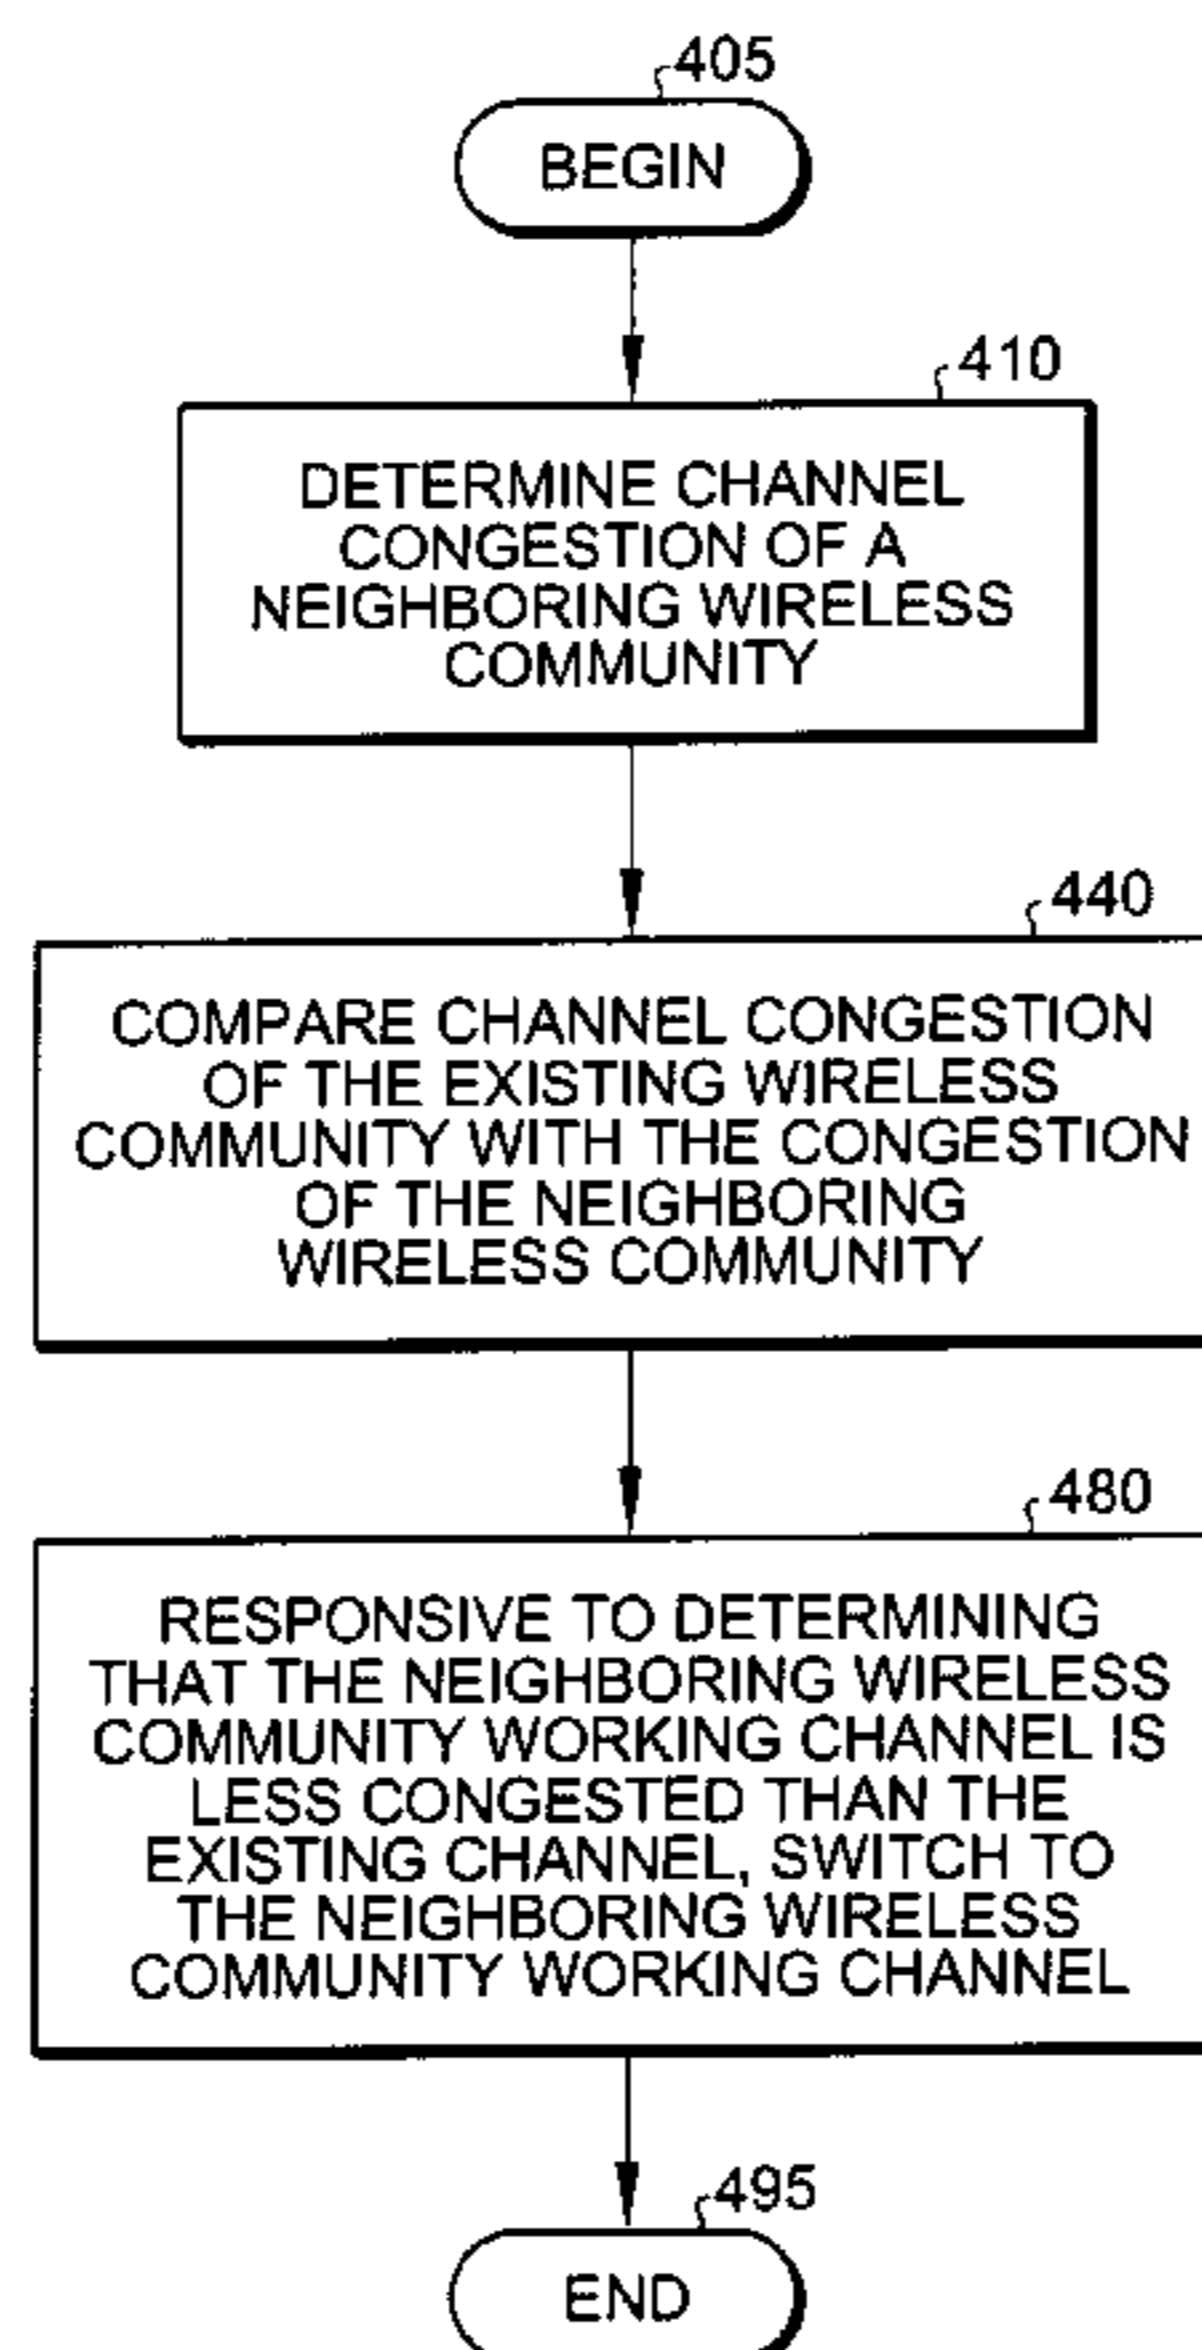 405
BEGIN
410
DETERMINE CHANNEL
CONGESTION OF A
NEIGHBORING WIRELESS
COMMUNITY
440
COMPARE CHANNEL CONGESTION
OF THE EXISTING WIRELESS
COMMUNITY WITH THE CONGESTION
OF THE NEIGHBORING
WIRELESS COMMUNITY
480
RESPONSIVE TO DETERMINING
THAT THE NEIGHBORING WIRELESS
COMMUNITY WORKING CHANNEL IS
LESS CONGESTED THAN THE
EXISTING CHANNEL, SWITCH TO
THE NEIGHBORING WIRELESS
COMMUNITY WORKING CHANNEL
495
END